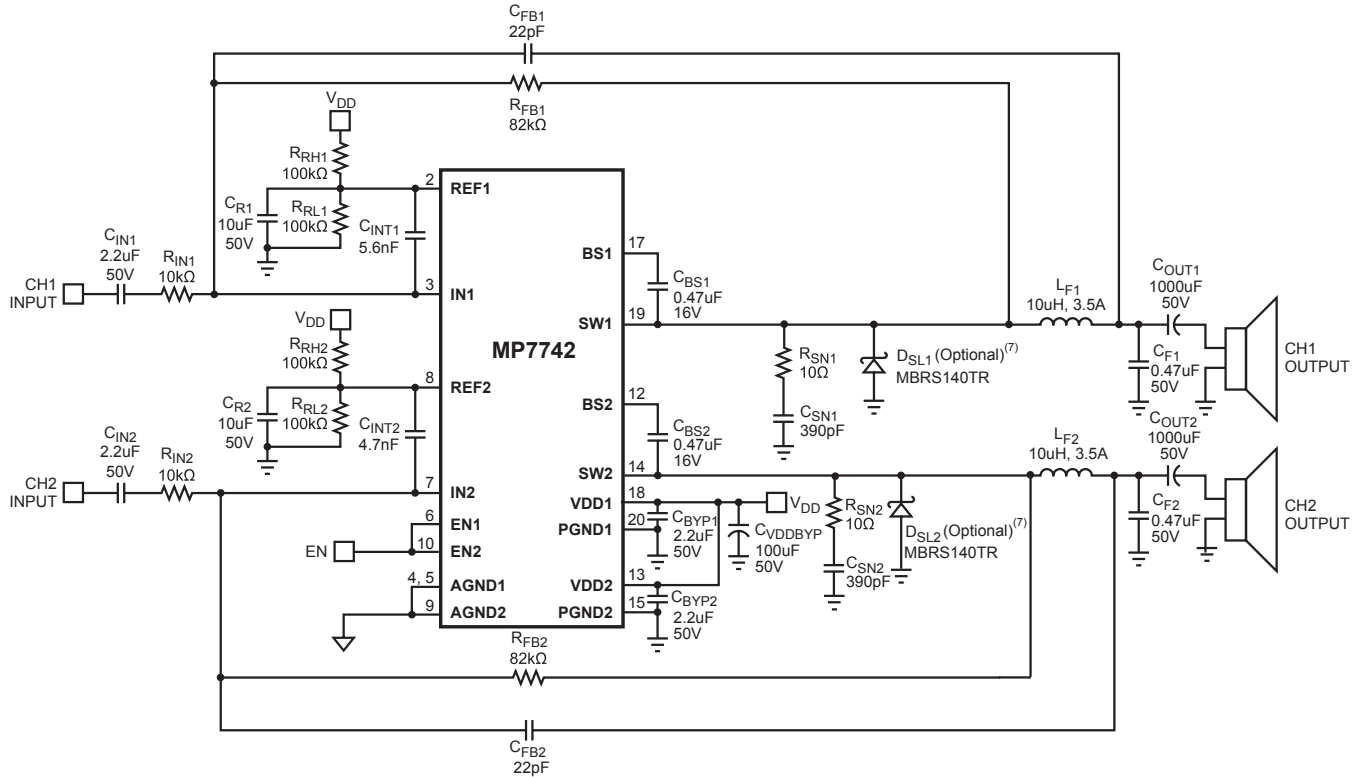 CFB1
22pF
RFB1
82kΩ
VDD
RRH1
100kΩ
CR1
10uF
50V
RRL1
100kΩ
CINT1
5.6nF
CIN1
2.2uF
50V
RIN1
10kΩ
CH1
INPUT
VDD
RRH2
100kΩ
CR2
10uF
50V
RRL2
100kΩ
CINT2
4.7nF
CIN2
2.2uF
50V
RIN2
10kΩ
CH2
INPUT
EN
2
REF1
3
IN1
MP7742
8
REF2
7
IN2
6
EN1
10
EN2
4, 5
AGND1
9
AGND2
17
BS1
19
SW1
12
BS2
14
SW2
18
VDD1
20
PGND1
13
VDD2
15
PGND2
CBS1
0.47uF
16V
RSN1
10Ω
CSN1
390pF
DSL1 (Optional)(7)
MBRS140TR
LF1
10uH, 3.5A
COUT1
1000uF
50V
CF1
0.47uF
50V
CH1
OUTPUT
CBS2
0.47uF
16V
CBYP1
2.2uF
50V
CVDDBYP
100uF
50V
VDD
CBYP2
2.2uF
50V
RSN2
10Ω
CSN2
390pF
DSL2 (Optional)(7)
MBRS140TR
LF2
10uH, 3.5A
COUT2
1000uF
50V
CF2
0.47uF
50V
CH2
OUTPUT
RFB2
82kΩ
CFB2
22pF